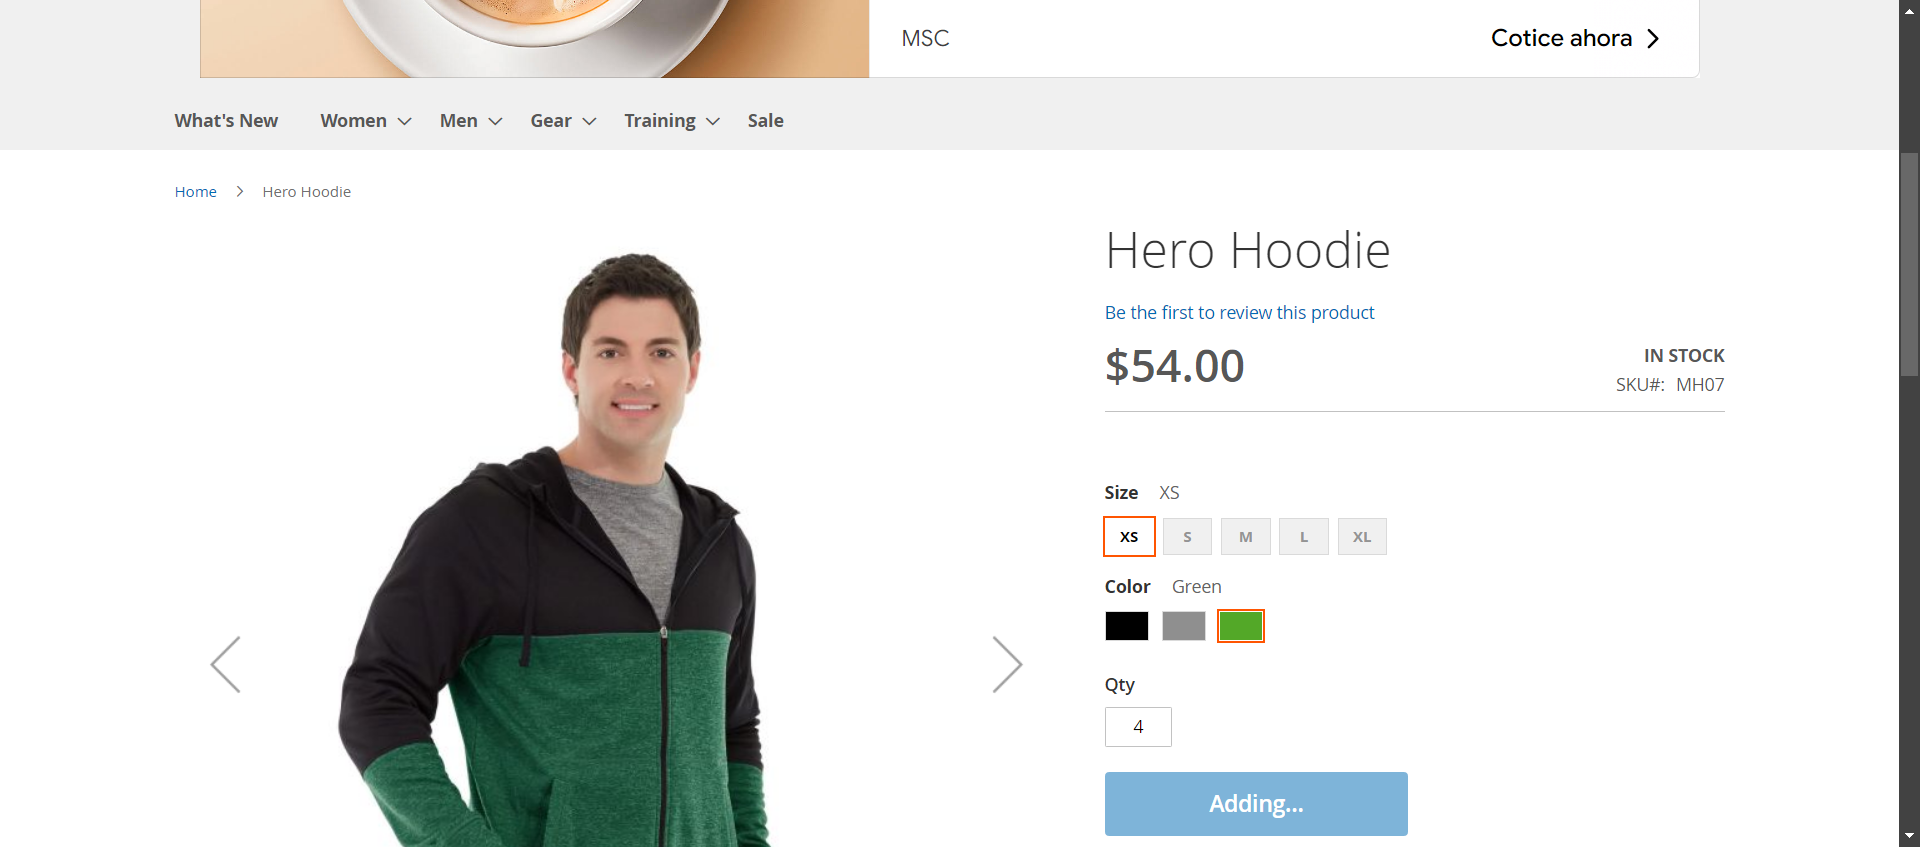 MSC
Cotice ahora
What's New Women Men Gear Training Sale
Home Hero Hoodie
Hero Hoodie
Be the first to review this product
$54.00
IN STOCK
SKU#: MH07
Size XS
XS S M L XL
Color Green
Qty
4
Adding...